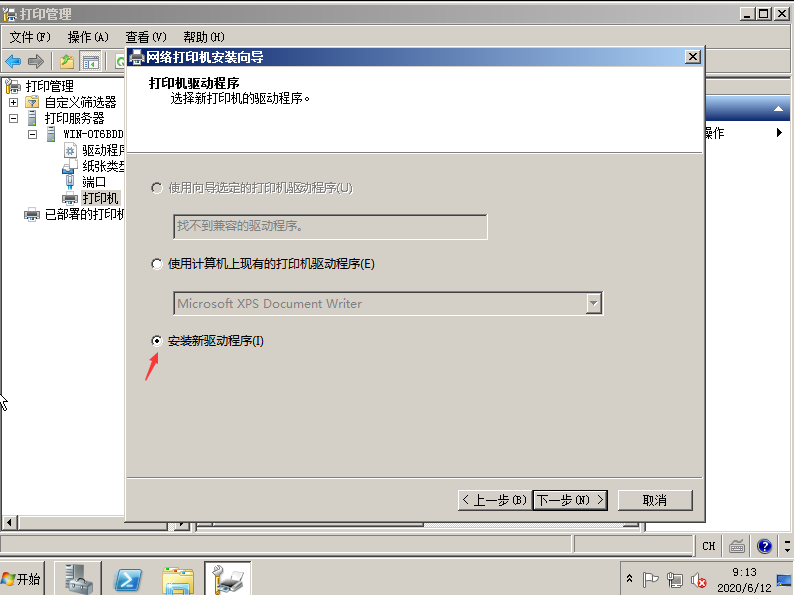 打印管理
文件(F) 操作(A) 查看(V) 帮助(H)
网络打印机安装向导
打印机驱动程序
选择新打印机的驱动程序。
打印管理
自定义筛选器
打印服务器
WIN-OT6BDD
驱动程序
纸张类型
端口
打印机
已部署的打印机
操作
使用向导选定的打印机驱动程序(U)
找不到兼容的驱动程序。
使用计算机上现有的打印机驱动程序(E)
Microsoft XPS Document Writer
安装新驱动程序(I)
< 上一步(B) 下一步(N) > 取消
CH
开始
9:13
2020/6/12